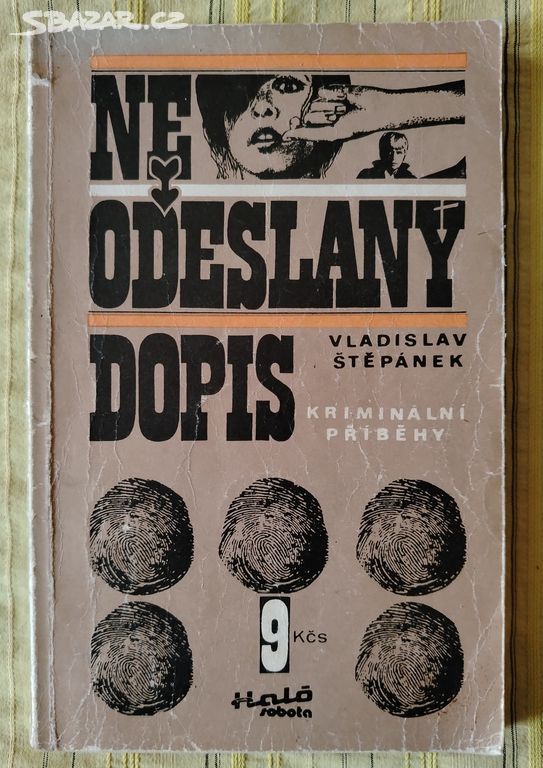 SBAZAR.CZ
NE
ODESLANÝ
DOPIS
VLADISLAV
ŠTĚPÁNEK
KRIMINÁLNÍ
PŘÍBĚHY
9 Kčs
Haló
sobota